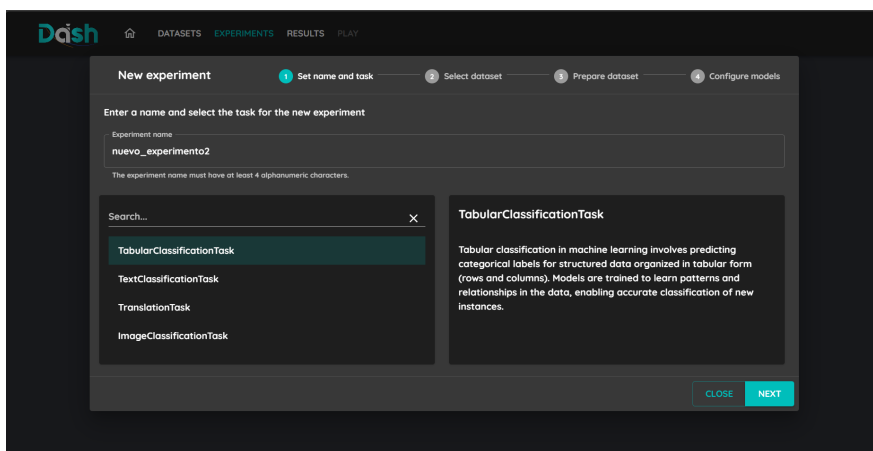 Dash
DATASETS EXPERIMENTS RESULTS PLAY
New experiment
1 Set name and task
2 Select dataset
3 Prepare dataset
4 Configure models
Enter a name and select the task for the new experiment
Experiment name
nuevo_experimento2
The experiment name must have at least 4 alphanumeric characters.
Search...
TabularClassificationTask
TextClassificationTask
TranslationTask
ImageClassificationTask
TabularClassificationTask
Tabular classification in machine learning involves predicting
categorical labels for structured data organized in tabular form
(rows and columns). Models are trained to learn patterns and
relationships in the data, enabling accurate classification of new
instances.
CLOSE NEXT